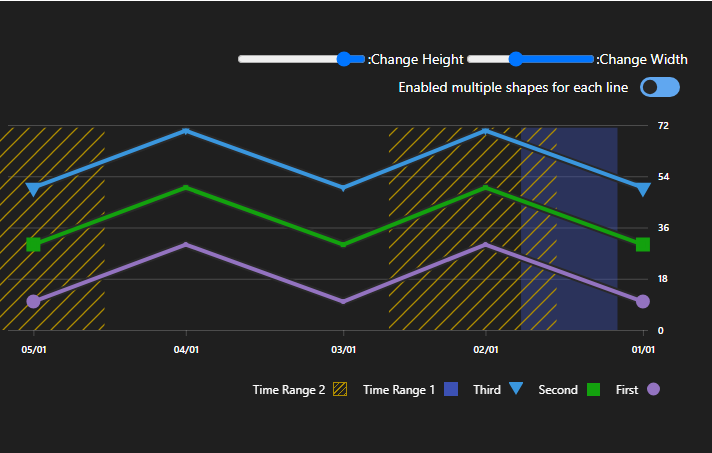 :Change Height :Change Width
Enabled multiple shapes for each line
72
54
36
18
0
05/01 04/01 03/01 02/01 01/01
Time Range 2 Time Range 1 Third Second First